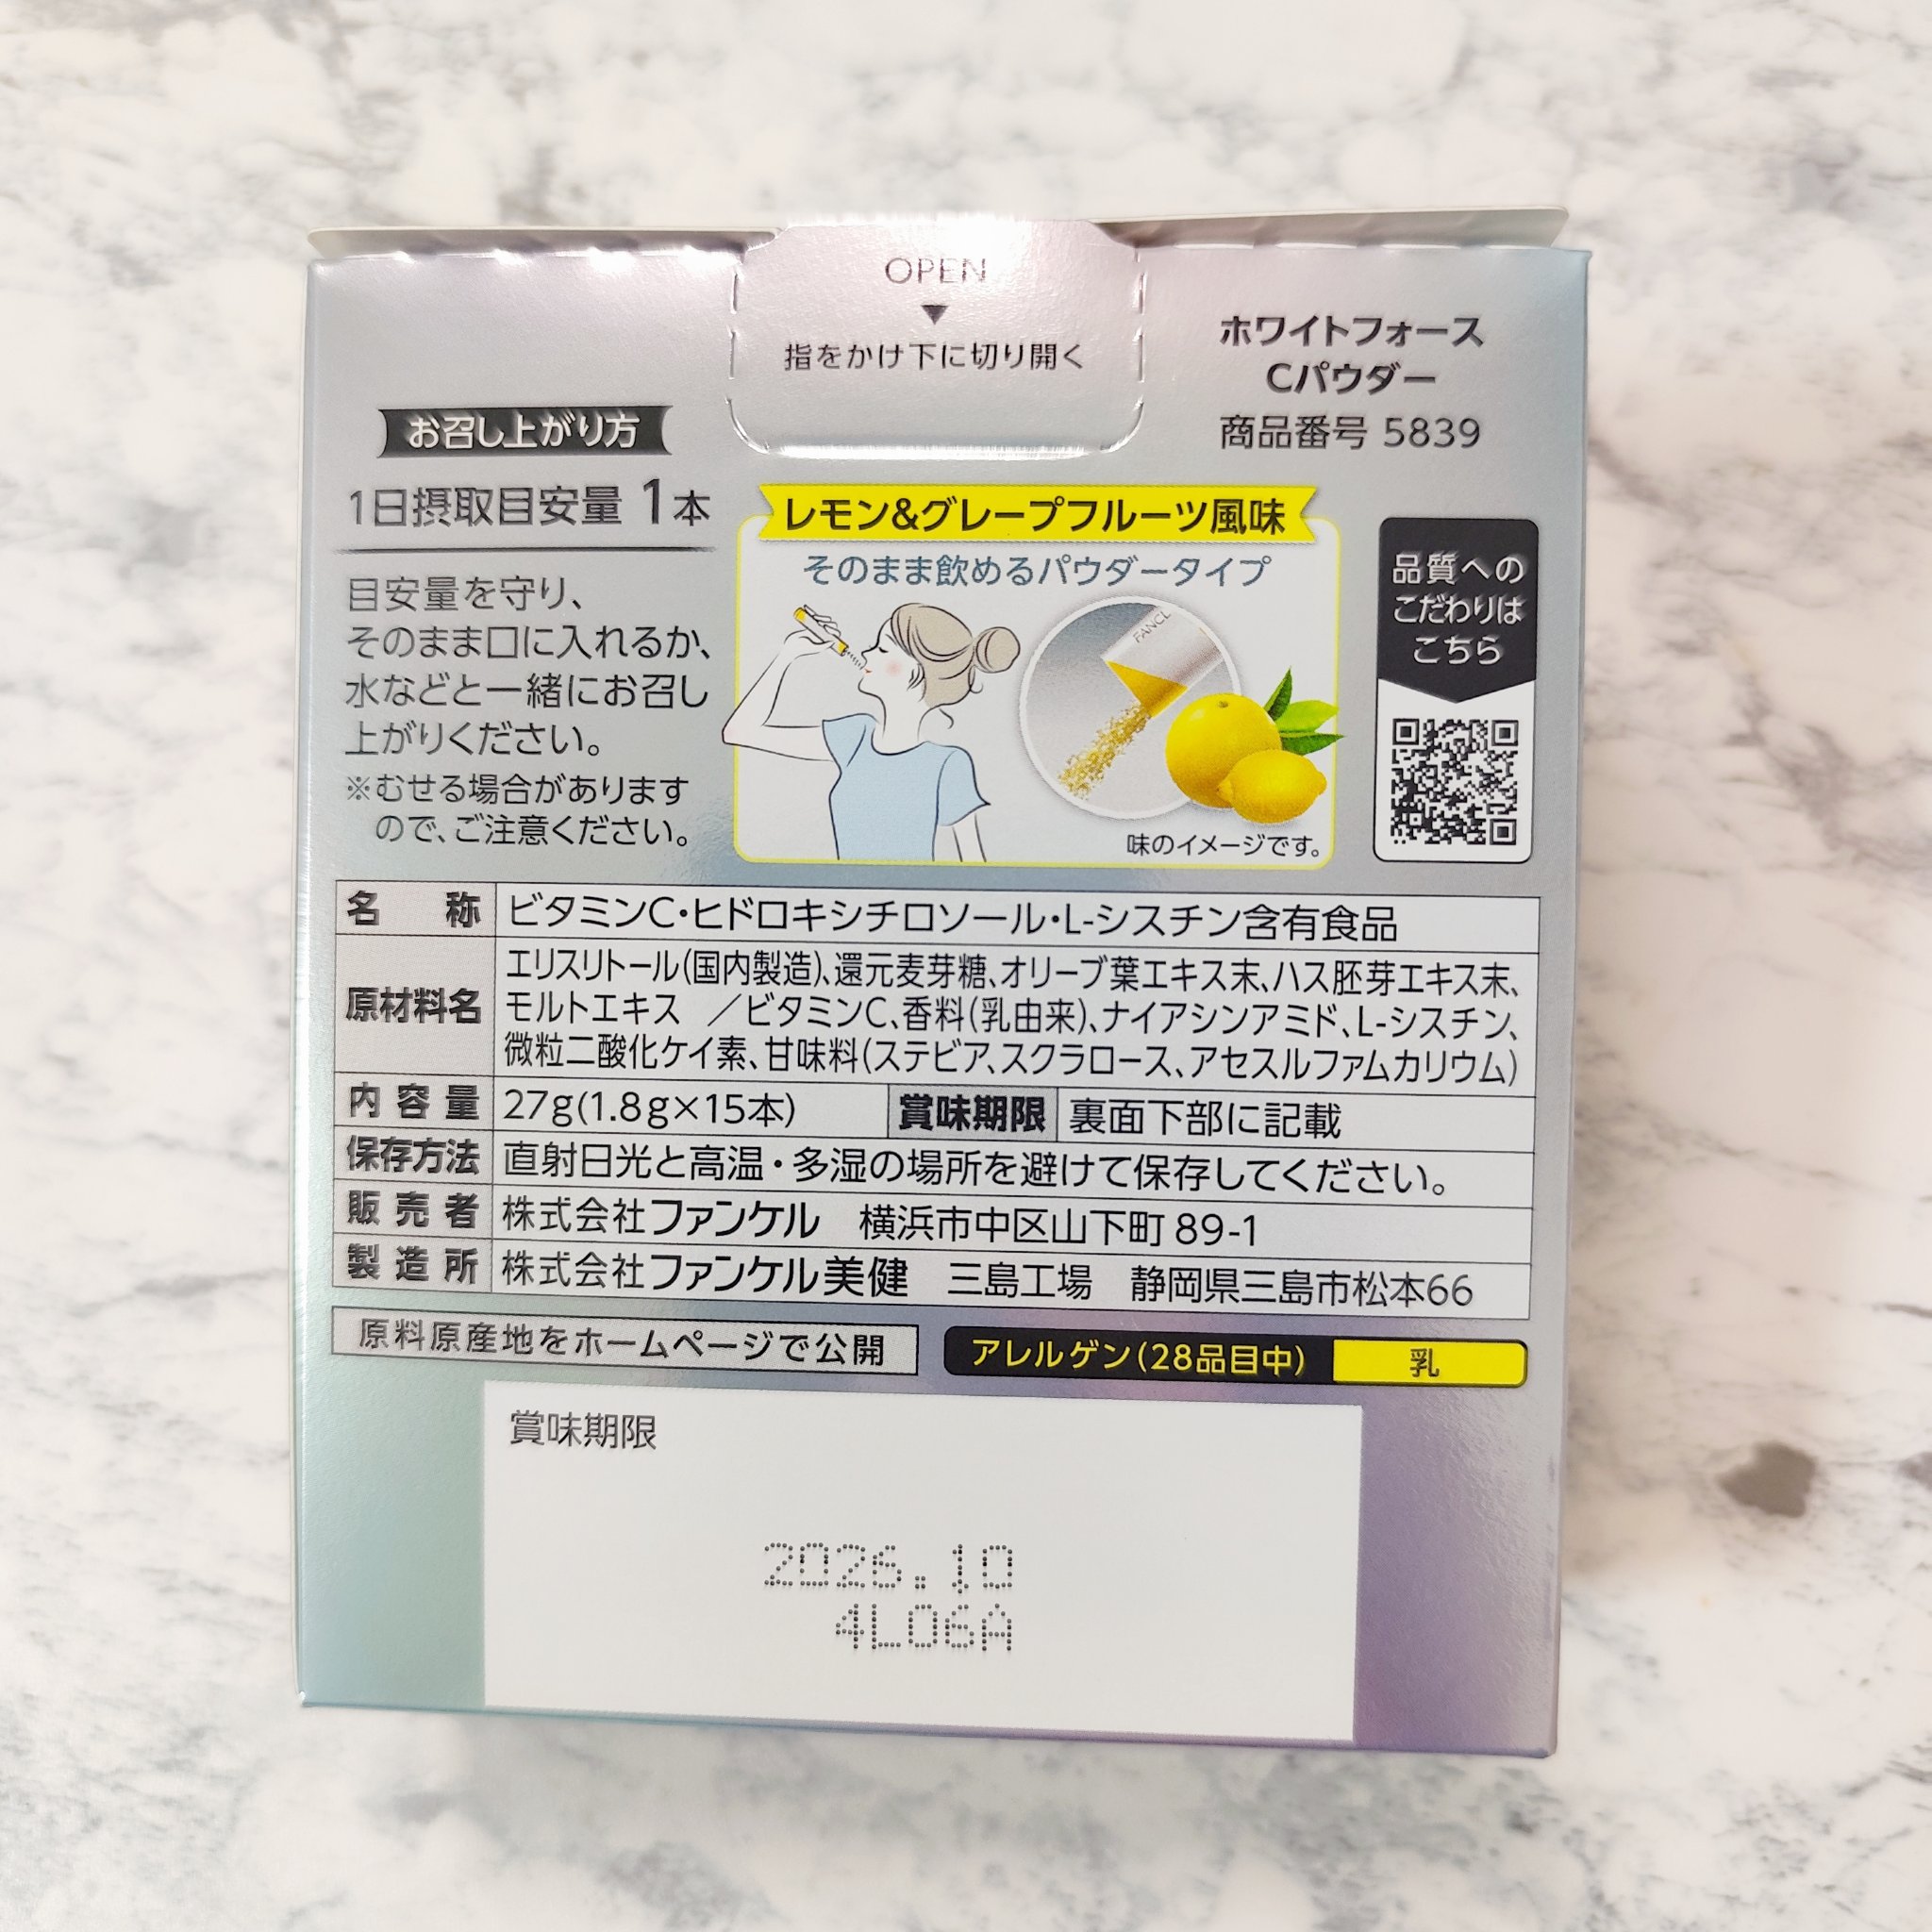 OPEN
▼
指をかけ下に切り開く
ホワイトフォース
Cパウダー
商品番号 5839
お召し上がり方
1日摂取目安量 1本
目安量を守り、
そのまま口に入れるか、
水などと一緒にお召し
上がりください。
※むせる場合があります
ので、ご注意ください。
レモン&グレープフルーツ風味
そのまま飲めるパウダータイプ
FANCL
味のイメージです。
品質への
こだわりは
こちら
名称 ビタミンC・ヒドロキシチロソール・L-シスチン含有食品
原材料名 エリスリトール(国内製造)、還元麦芽糖、オリーブ葉エキス末、ハス胚芽エキス末、
モルトエキス ／ビタミンC、香料(乳由来)、ナイアシンアミド、L-シスチン、
微粒二酸化ケイ素、甘味料(ステビア、スクラロース、アセスルファムカリウム)
内容量 27g(1.8g×15本) 賞味期限 裏面下部に記載
保存方法 直射日光と高温・多湿の場所を避けて保存してください。
販売者 株式会社ファンケル 横浜市中区山下町89-1
製造所 株式会社ファンケル美健 三島工場 静岡県三島市松本66
原料原産地をホームページで公開
アレルゲン(28品目中) 乳
賞味期限
2026.10
4L06A